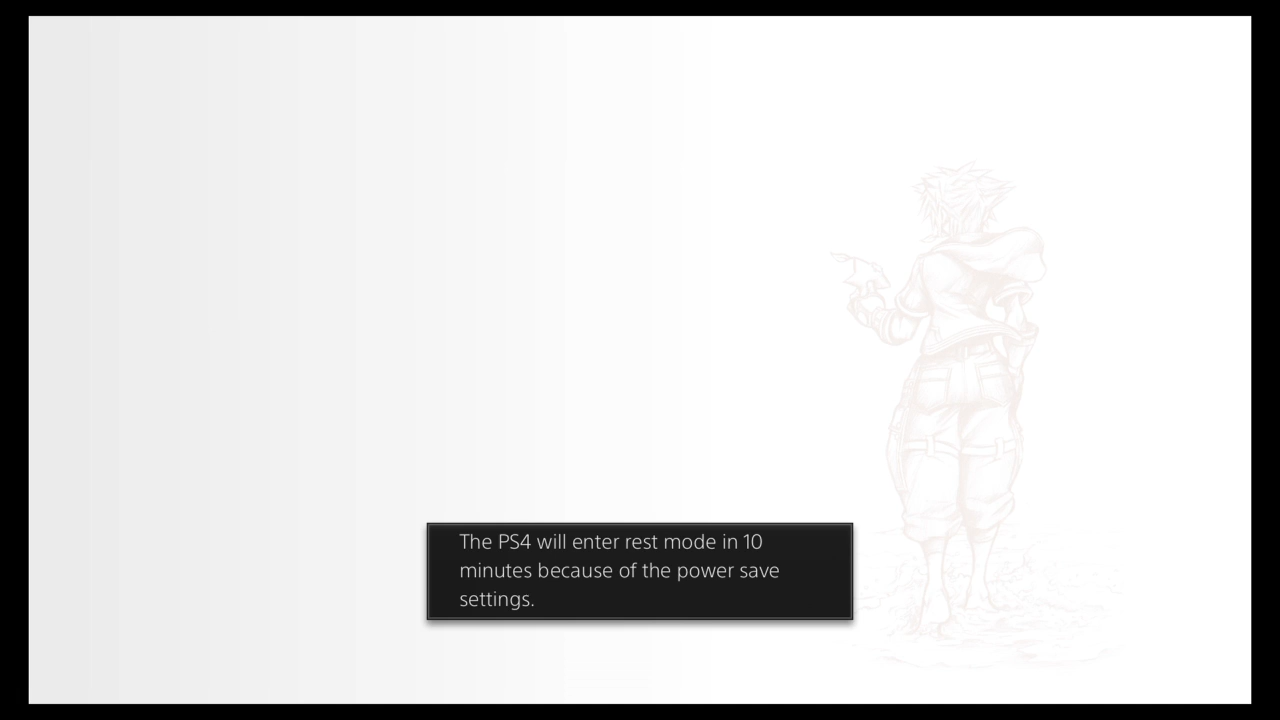 The PS4 will enter rest mode in 10
minutes because of the power save
settings.